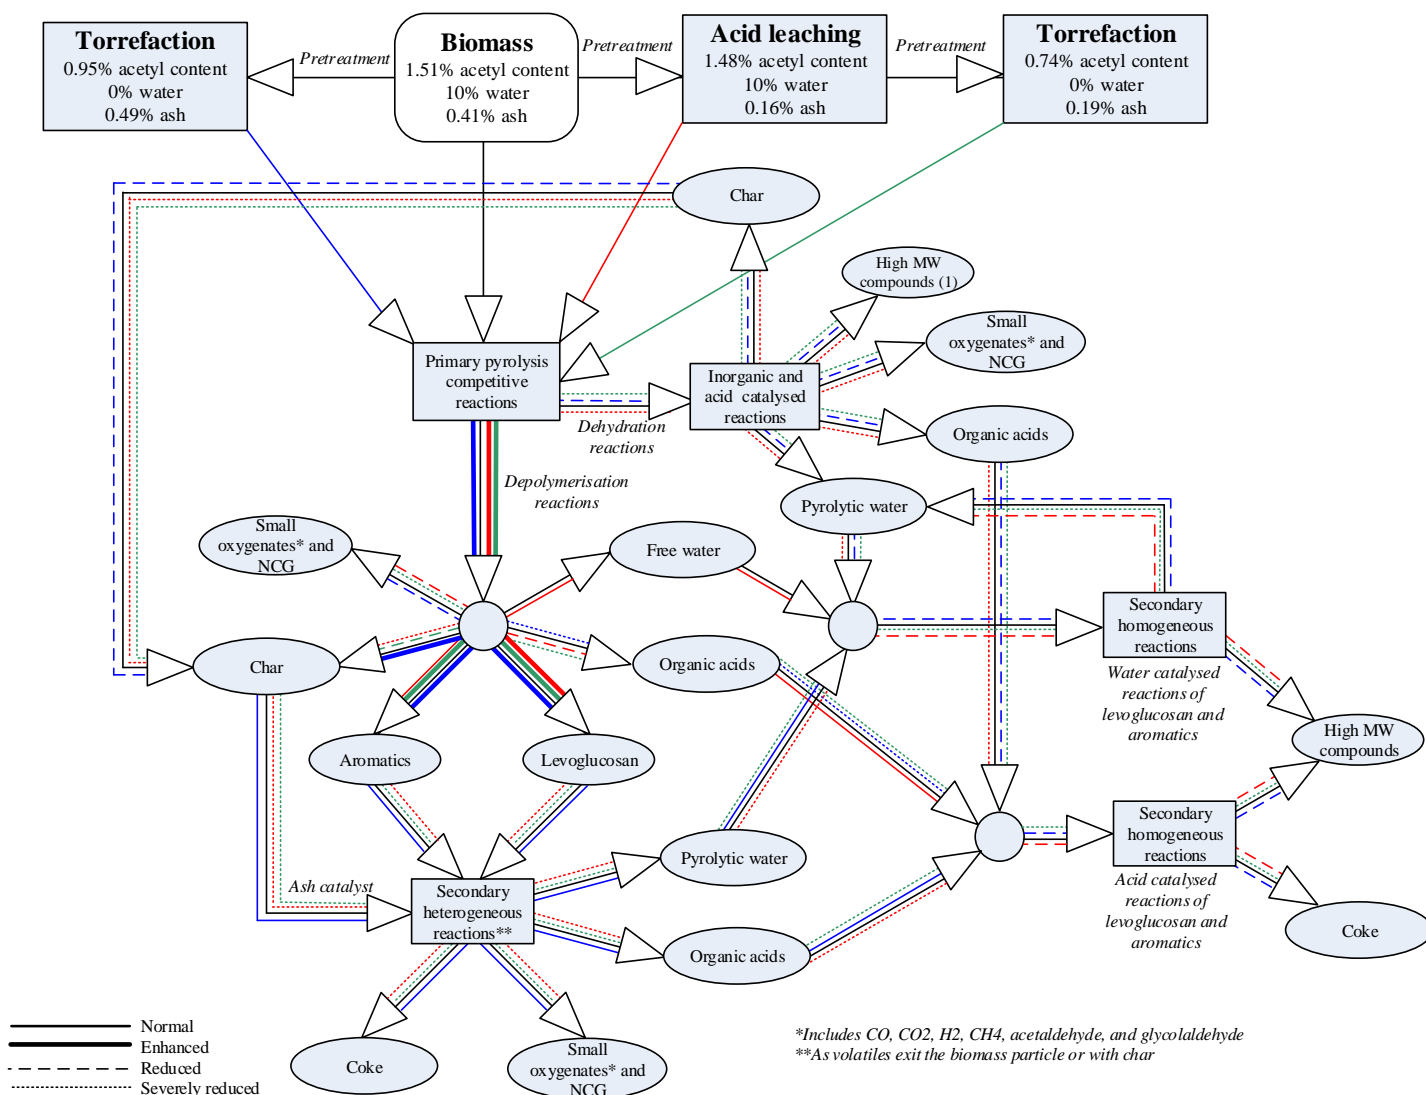 Torrefaction
0.95% acetyl content
0% water
0.49% ash
Pretreatment
Biomass
1.51% acetyl content
10% water
0.41% ash
Pretreatment
Acid leaching
1.48% acetyl content
10% water
0.16% ash
Pretreatment
Torrefaction
0.74% acetyl content
0% water
0.19% ash
Char
High MW
compounds (1)
Small
oxygenates* and
NCG
Primary pyrolysis
competitive
reactions
Inorganic and
acid catalysed
reactions
Dehydration
reactions
Organic acids
Depolymerisation
reactions
Pyrolytic water
Small
oxygenates* and
NCG
Free water
Secondary
homogeneous
reactions
Char
Organic acids
Water catalysed
reactions of
levoglucosan and
aromatics
High MW
compounds
Aromatics
Levoglucosan
Secondary
homogeneous
reactions
Pyrolytic water
Ash catalyst
Secondary
heterogeneous
reactions**
Acid catalysed
reactions of
levoglucosan and
aromatics
Coke
Organic acids
Coke
Small
oxygenates* and
NCG
Normal
Enhanced
Reduced
Severely reduced
*Includes CO, CO2, H2, CH4, acetaldehyde, and glycolaldehyde
**As volatiles exit the biomass particle or with char